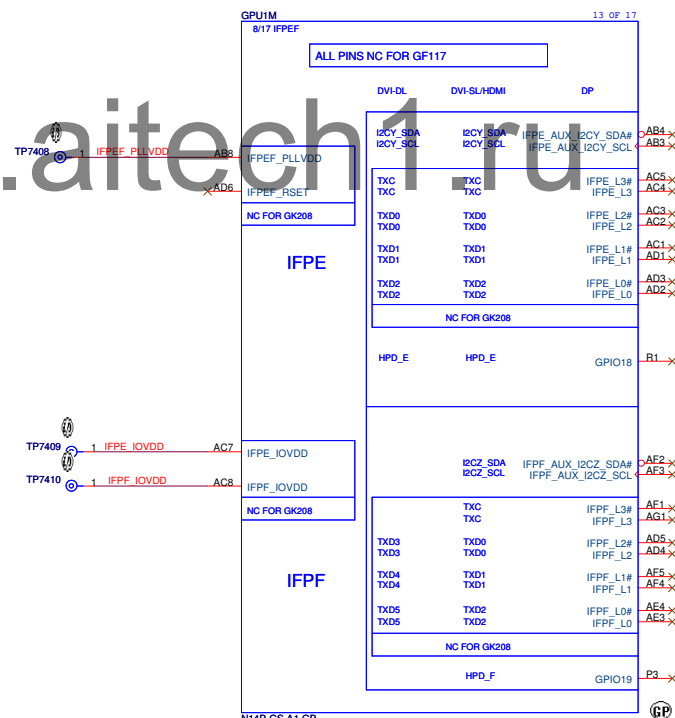 GPU1M 13 OF 17
8/17 IFPEF
ALL PINS NC FOR GF117
DVI-DL DVI-SL/HDMI DP
.aitech1.ru
I2CY_SDA I2CY_SDA IFPE_AUX_I2CY_SDA# AB4
I2CY_SCL I2CY_SCL IFPE_AUX_I2CY_SCL AB3
TP7408 1 IFPEF_PLLVDD AB8 IFPEF_PLLVDD
AD6 IFPEF_RSET
NC FOR GK208
TXC TXC IFPE_L3# AC5
TXC TXC IFPE_L3 AC4
TXD0 TXD0 IFPE_L2# AC3
TXD0 TXD0 IFPE_L2 AC2
TXD1 TXD1 IFPE_L1# AC1
TXD1 TXD1 IFPE_L1 AD1
IFPE
TXD2 TXD2 IFPE_L0# AD3
TXD2 TXD2 IFPE_L0 AD2
NC FOR GK208
HPD_E HPD_E GPIO18 R1
TP7409 1 IFPE_IOVDD AC7 IFPE_IOVDD
TP7410 1 IFPF_IOVDD AC8 IFPF_IOVDD
NC FOR GK208
I2CZ_SDA IFPF_AUX_I2CZ_SDA# AF2
I2CZ_SCL IFPF_AUX_I2CZ_SCL AF3
TXC IFPF_L3# AF1
TXC IFPF_L3 AG1
TXD3 TXD0 IFPF_L2# AD5
TXD3 TXD0 IFPF_L2 AD4
IFPF
TXD4 TXD1 IFPF_L1# AF5
TXD4 TXD1 IFPF_L1 AF4
TXD5 TXD2 IFPF_L0# AE4
TXD5 TXD2 IFPF_L0 AE3
NC FOR GK208
HPD_F GPIO19 P3
GP
N14P-GS-A1-GP